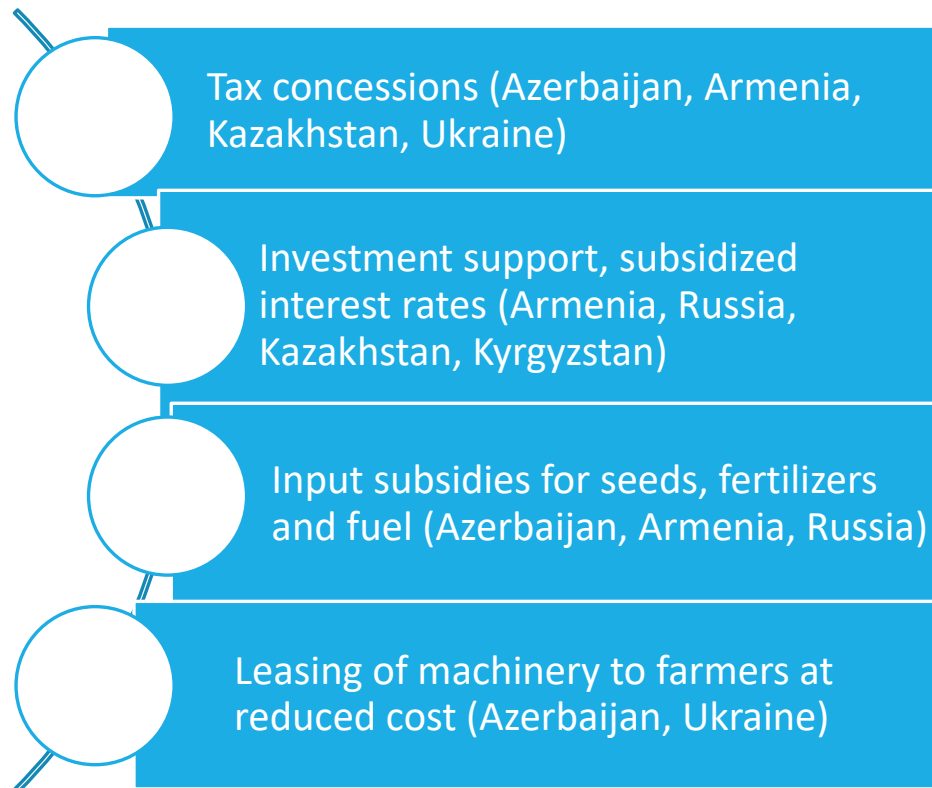 Tax concessions (Azerbaijan, Armenia,
Kazakhstan, Ukraine)
Investment support, subsidized
interest rates (Armenia, Russia,
Kazakhstan, Kyrgyzstan)
Input subsidies for seeds, fertilizers
and fuel (Azerbaijan, Armenia, Russia)
Leasing of machinery to farmers at
reduced cost (Azerbaijan, Ukraine)